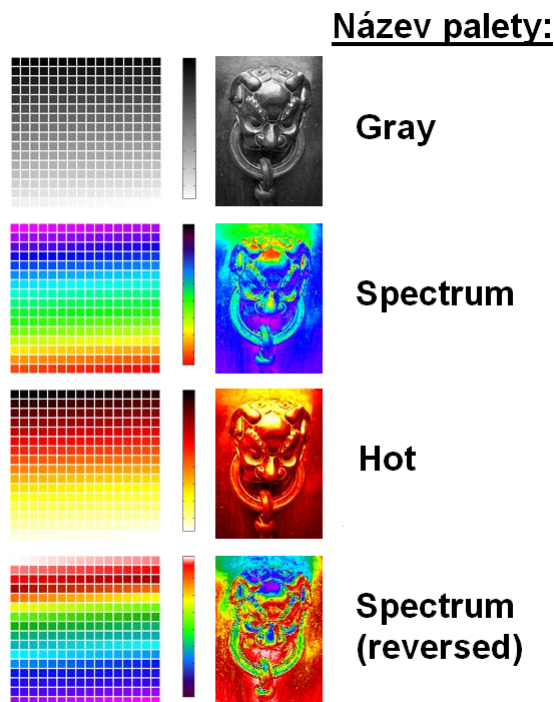 Název palety:
Gray
Spectrum
Hot
Spectrum
(reversed)